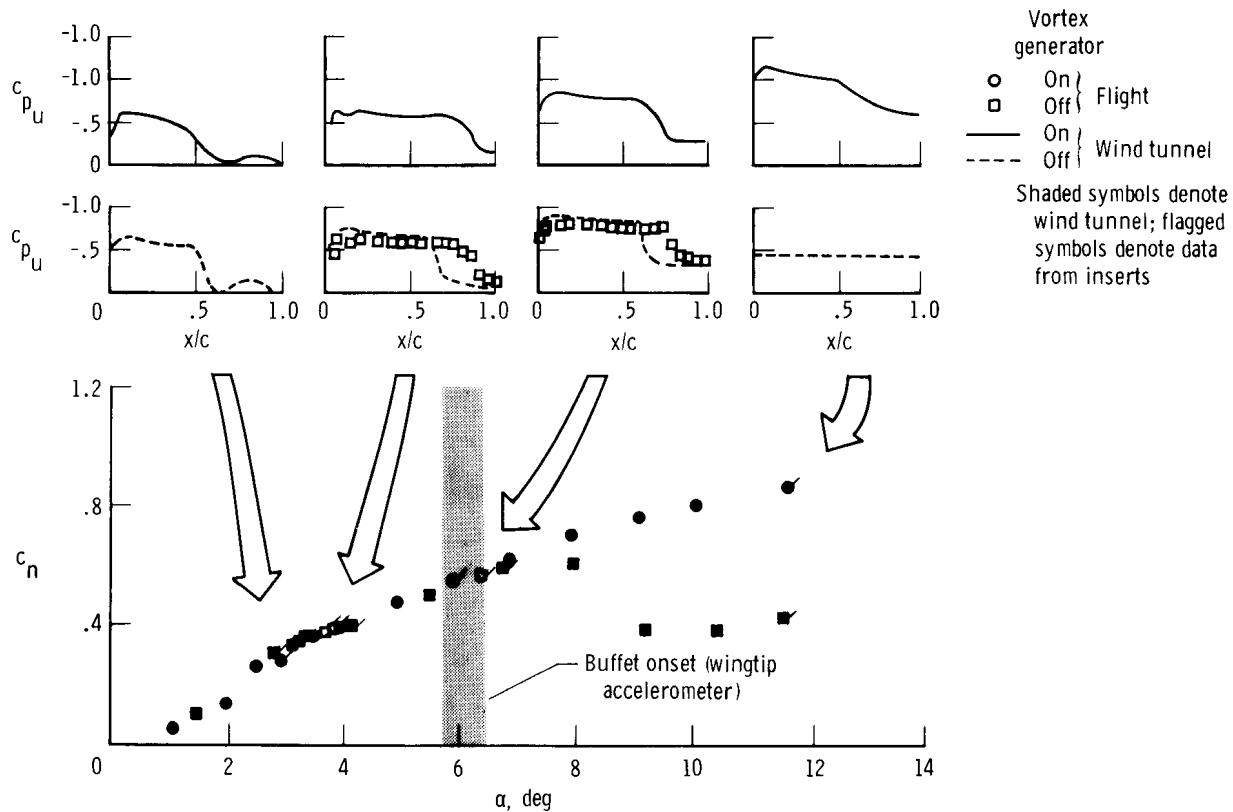 -1.0
-1.0
-.5
0
c p u
Vortex
generator
On
Off
Flight
On
Off
Wind tunnel
Shaded symbols denote
wind tunnel; flagged
symbols denote data
from inserts
-1.0
-.5
c p u
0 .5 1.0
x/c
0 .5 1.0
x/c
0 .5 1.0
x/c
0 .5 1.0
x/c
1.2
.8
c n
.4
Buffet onset (wingtip
accelerometer)
0 2 4 6 8 10 12 14
α, deg